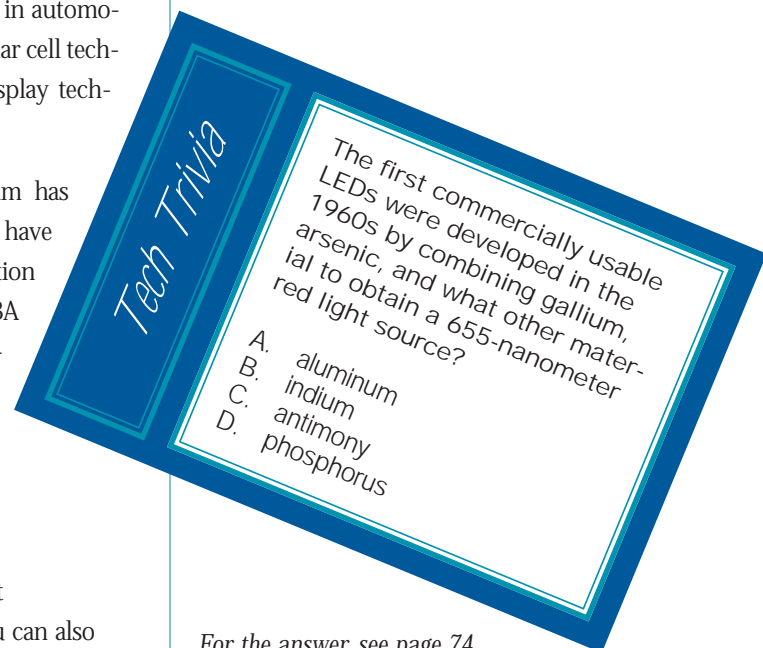 in automo-
ar cell tech-
splay tech-
m has
have
tion
BA
t
u can also
Tech Trivia
The first commercially usable
LEDs were developed in the
1960s by combining gallium,
arsenic, and what other mater-
ial to obtain a 655-nanometer
red light source?
A. aluminum
B. indium
C. antimony
D. phosphorus
For the answer, see page 74